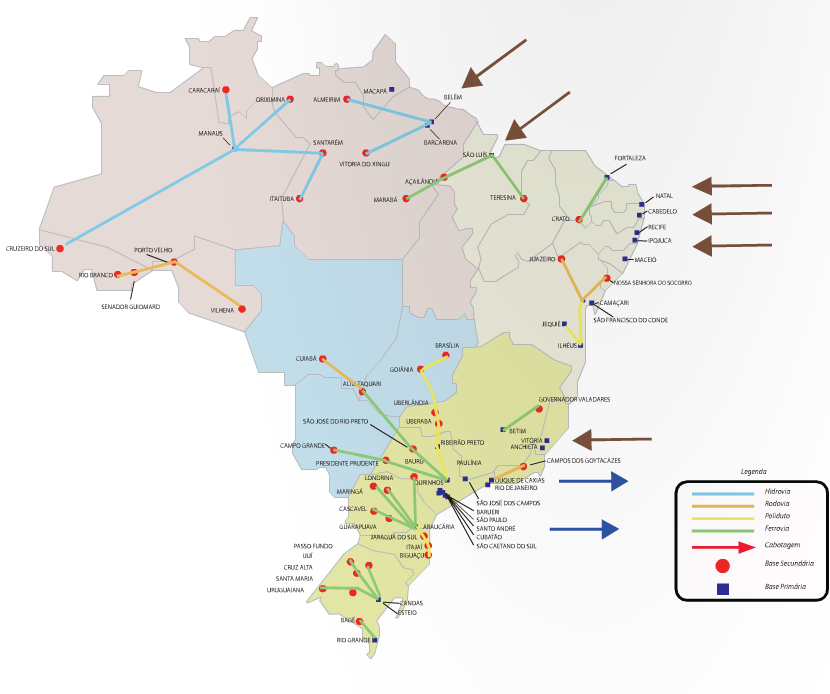 CARACARAÍ
ORIXIMINA
ALMEIRIM
MACAPÁ
BELÉM
MANAUS
BARCARENA
SANTARÉM
VITORIA DO XINGU
SÃO LUÍS
FORTALEZA
AÇAILÂNDIA
ITAITUBA
MARABÁ
TERESINA
NATAL
CABEDELO
CRATO
RECIFE
IPOJUCA
CRUZEIRO DO SUL
PORTO VELHO
JUAZEIRO
MACEIÓ
RIO BRANCO
NOSSA SENHORA DO SOCORRO
SENADOR GUIOMARD
CAMAÇARI
VILHENA
SÃO FRANCISCO DO CONDE
JEQUIÉ
BRASÍLIA
ILHÉUS
CUIABÁ
GOIÂNIA
ALTO TAQUARI
UBERLÂNDIA
GOVERNADOR VALADARES
SÃO JOSÉ DO RIO PRETO
UBERABA
BETIM
CAMPO GRANDE
RIBEIRÃO PRETO
VITÓRIA
ANCHIETA
PRESIDENTE PRUDENTE
BAURU
PAULÍNIA
CAMPOS DOS GOYTACAZES
LONDRINA
OURINHOS
DUQUE DE CAXIAS
RIO DE JANEIRO
MARINGÁ
SÃO JOSÉ DOS CAMPOS
CASCAVEL
BARUERI
SÃO PAULO
GUARAPUAVA
ARAUCÁRIA
SANTO ANDRÉ
JARAGUÁ DO SUL
CUBATÃO
PASSO FUNDO
ITAJAÍ
SÃO CAETANO DO SUL
IJUÍ
BIGUAÇU
CRUZ ALTA
SANTA MARIA
URUGUAIANA
CANOAS
ESTEIO
BAGÉ
RIO GRANDE
Legenda
Hidrovia
Rodovia
Poliduto
Ferrovia
Cabotagem
Base Secundária
Base Primária